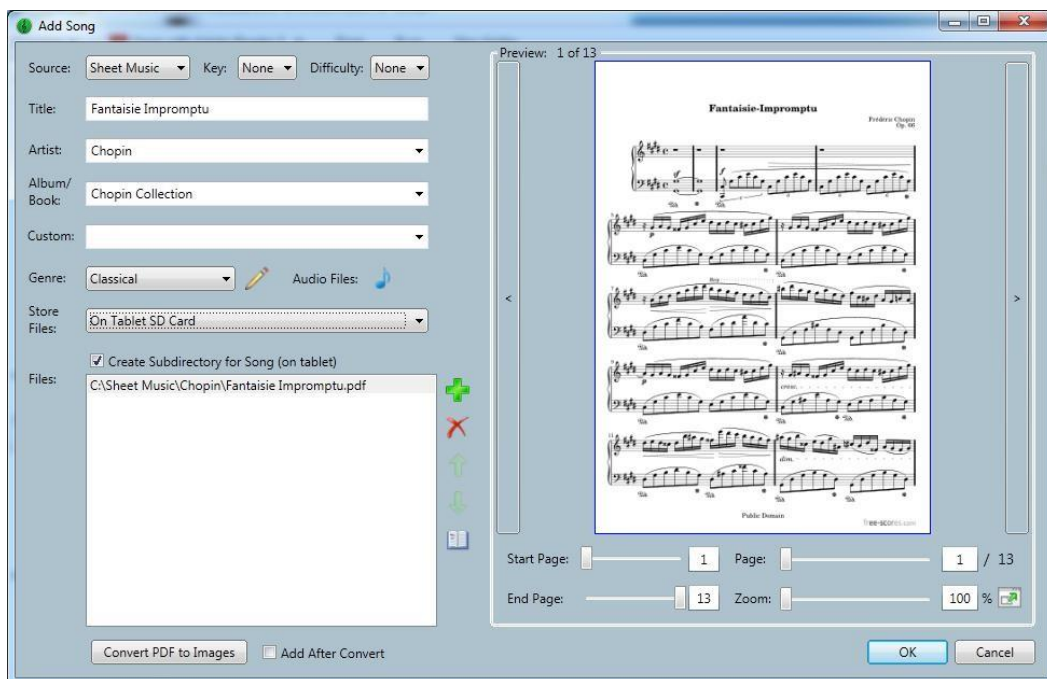 Add Song
Source: Sheet Music Key: None Difficulty: None
Title: Fantaisie Impromptu
Artist: Chopin
Album/
Book: Chopin Collection
Custom:
Genre: Classical Audio Files:
Store
Files: On Tablet SD Card
Create Subdirectory for Song (on tablet)
Files: C:\Sheet Music\Chopin\Fantaisie Impromptu.pdf
Convert PDF to Images Add After Convert
Preview: 1 of 13
Fantaisie-Impromptu
Frédéric Chopin
Op. 66
cresc.
dim.
Public Domain
free-scores.com
< >
Start Page: 1 Page: 1 / 13
End Page: 13 Zoom: 100 %
OK Cancel